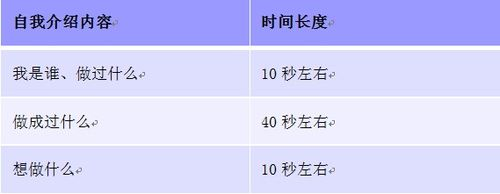 自我介绍内容 时间长度
我是谁、做过什么 10 秒左右
做成过什么 40 秒左右
想做什么 10 秒左右